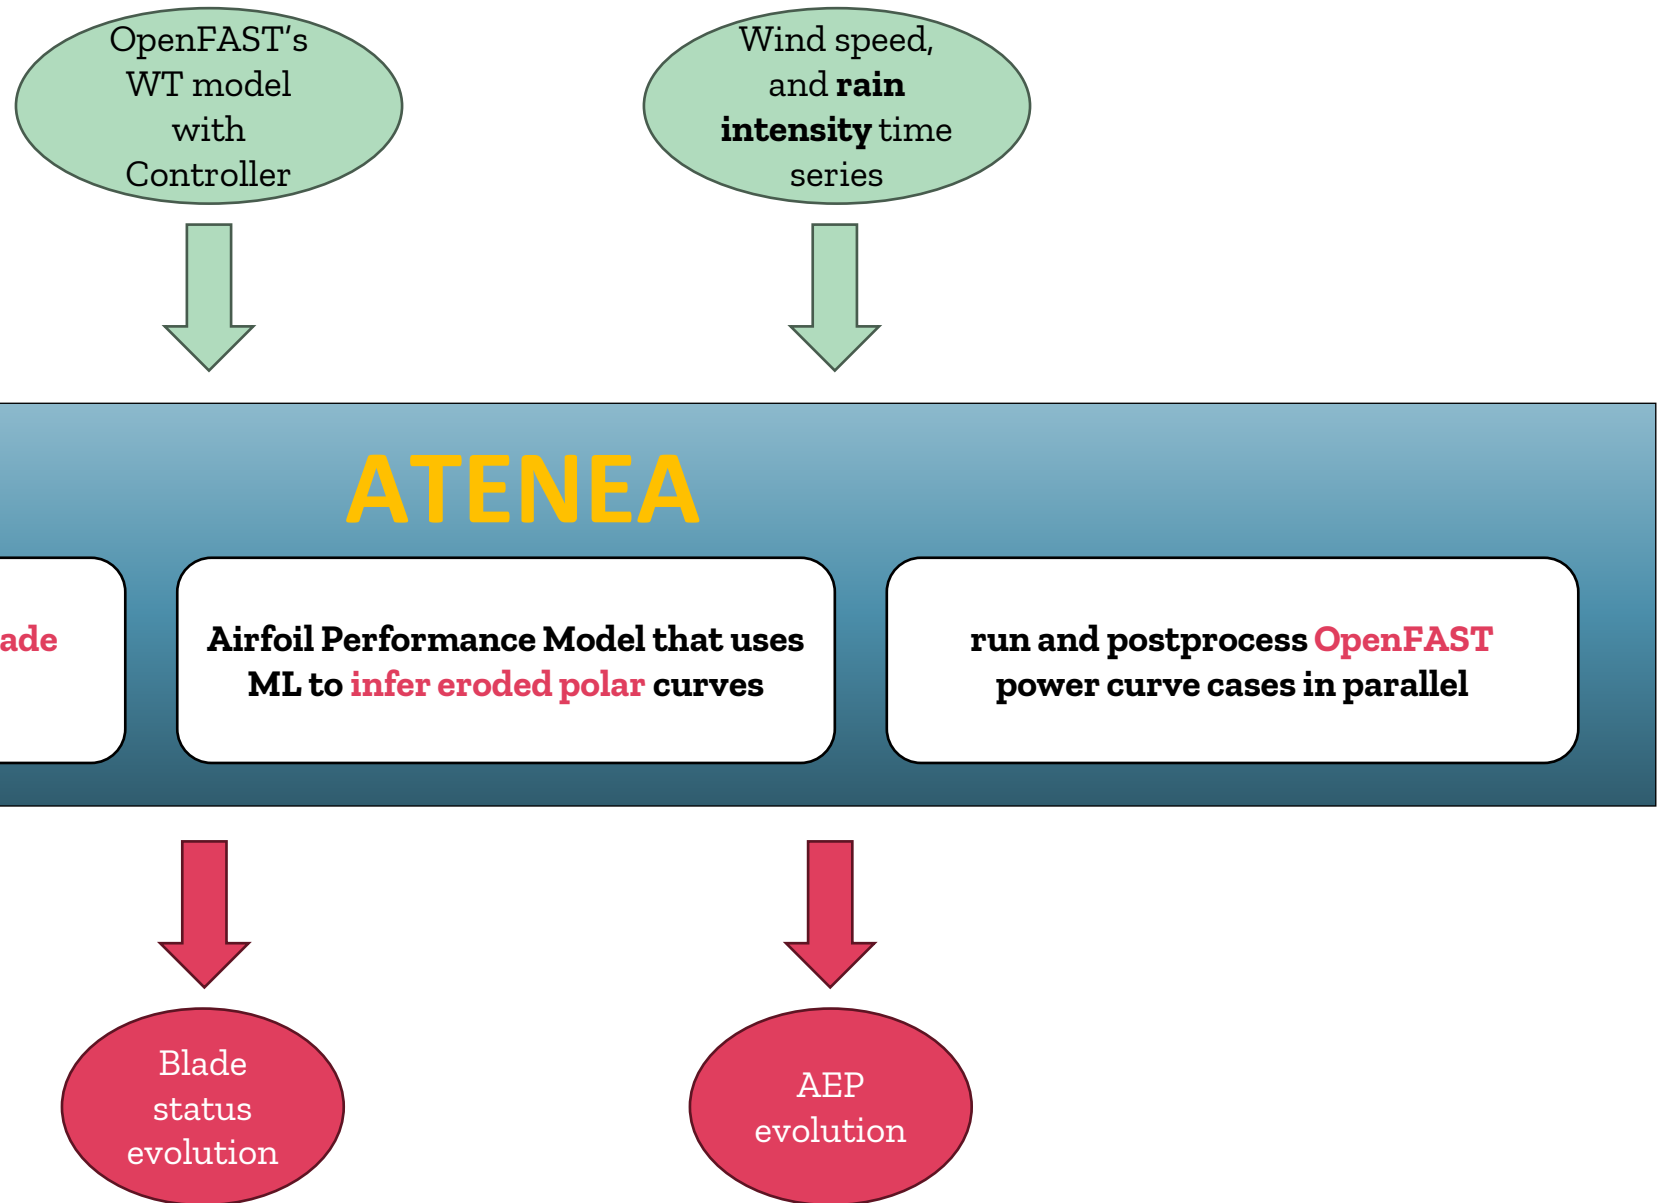 OpenFAST's
WT model
with
Controller
Wind speed,
and rain
intensity time
series
ATENEA
ade
Airfoil Performance Model that uses
ML to infer eroded polar curves
run and postprocess OpenFAST
power curve cases in parallel
Blade
status
evolution
AEP
evolution